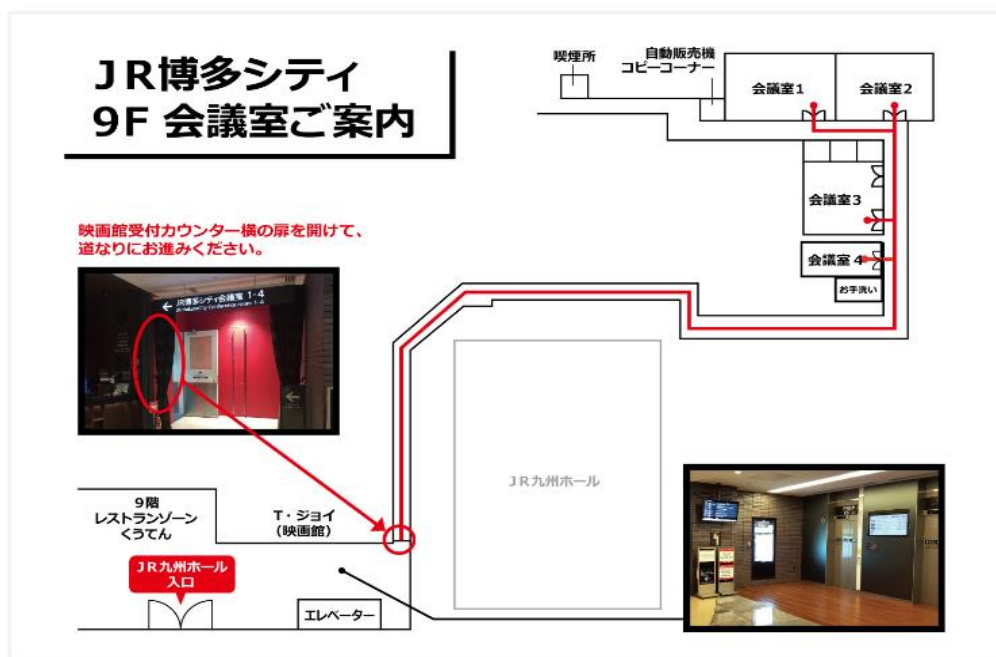 JR博多シティ
9F 会議室ご案内
喫煙所
自動販売機
コピーコーナー
会議室1
会議室2
会議室3
会議室4
お手洗い
映画館受付カウンター横の扉を開けて、
道なりにお進みください。
← JR博多シティ会議室 1-4
JR九州ホール
9階
レストランゾーン
くうてん
T・ジョイ
(映画館)
JR九州ホール
入口
エレベーター